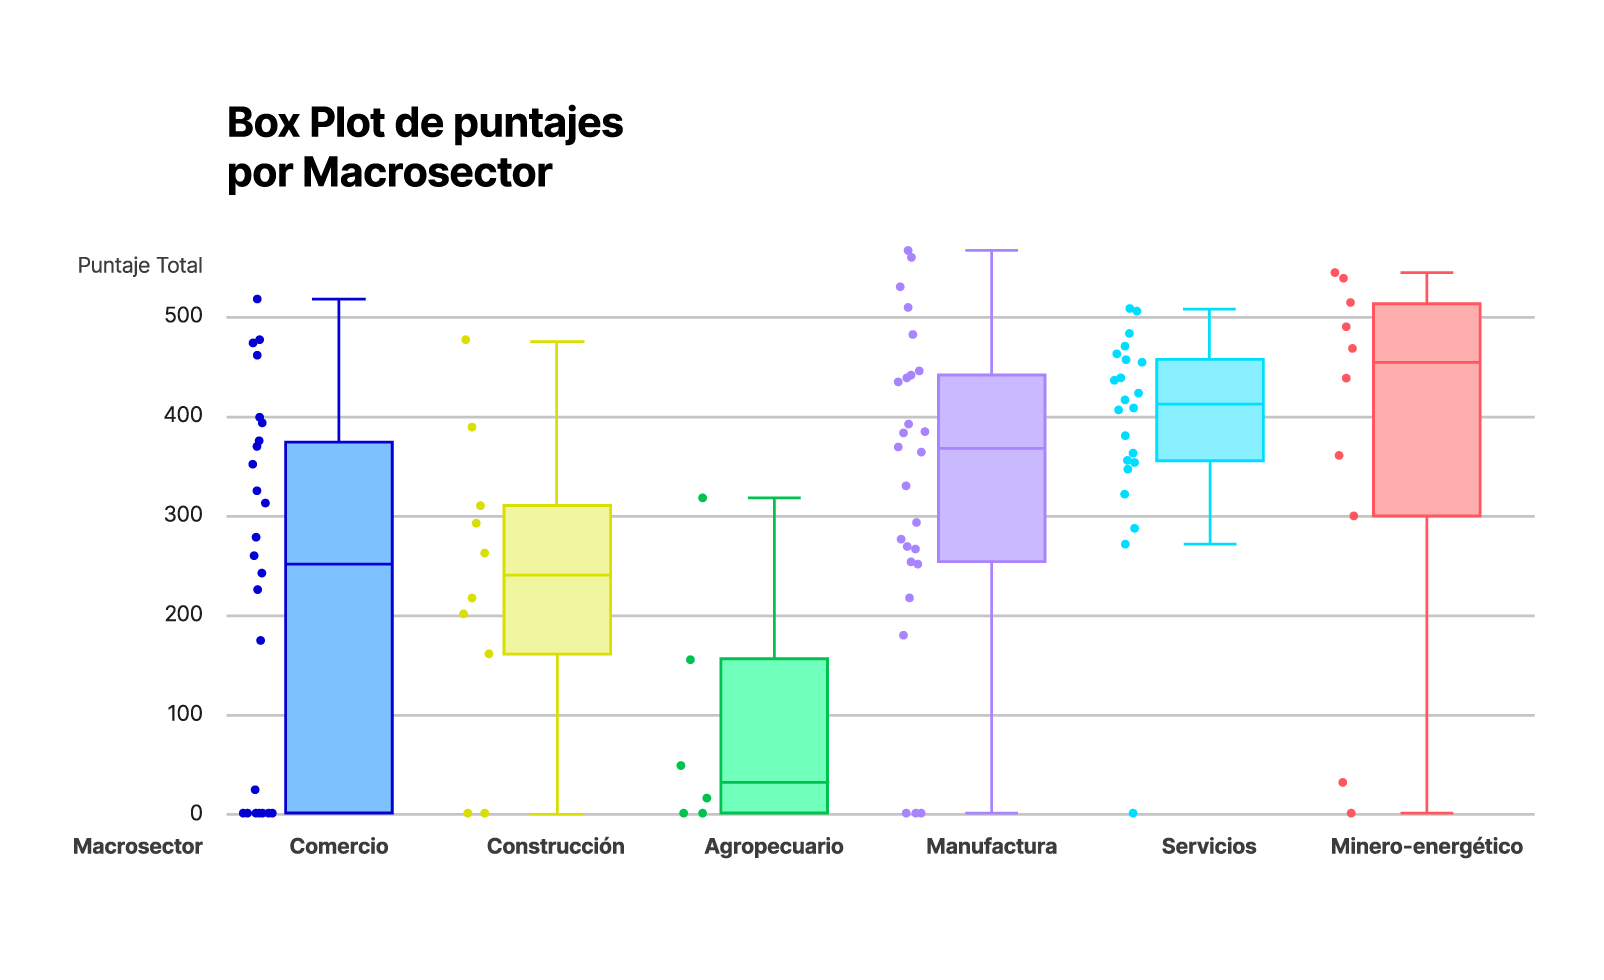 Box Plot de puntajes
por Macrosector
Puntaje Total
500
400
300
200
100
0
Macrosector
Comercio
Construcción
Agropecuario
Manufactura
Servicios
Minero-energético